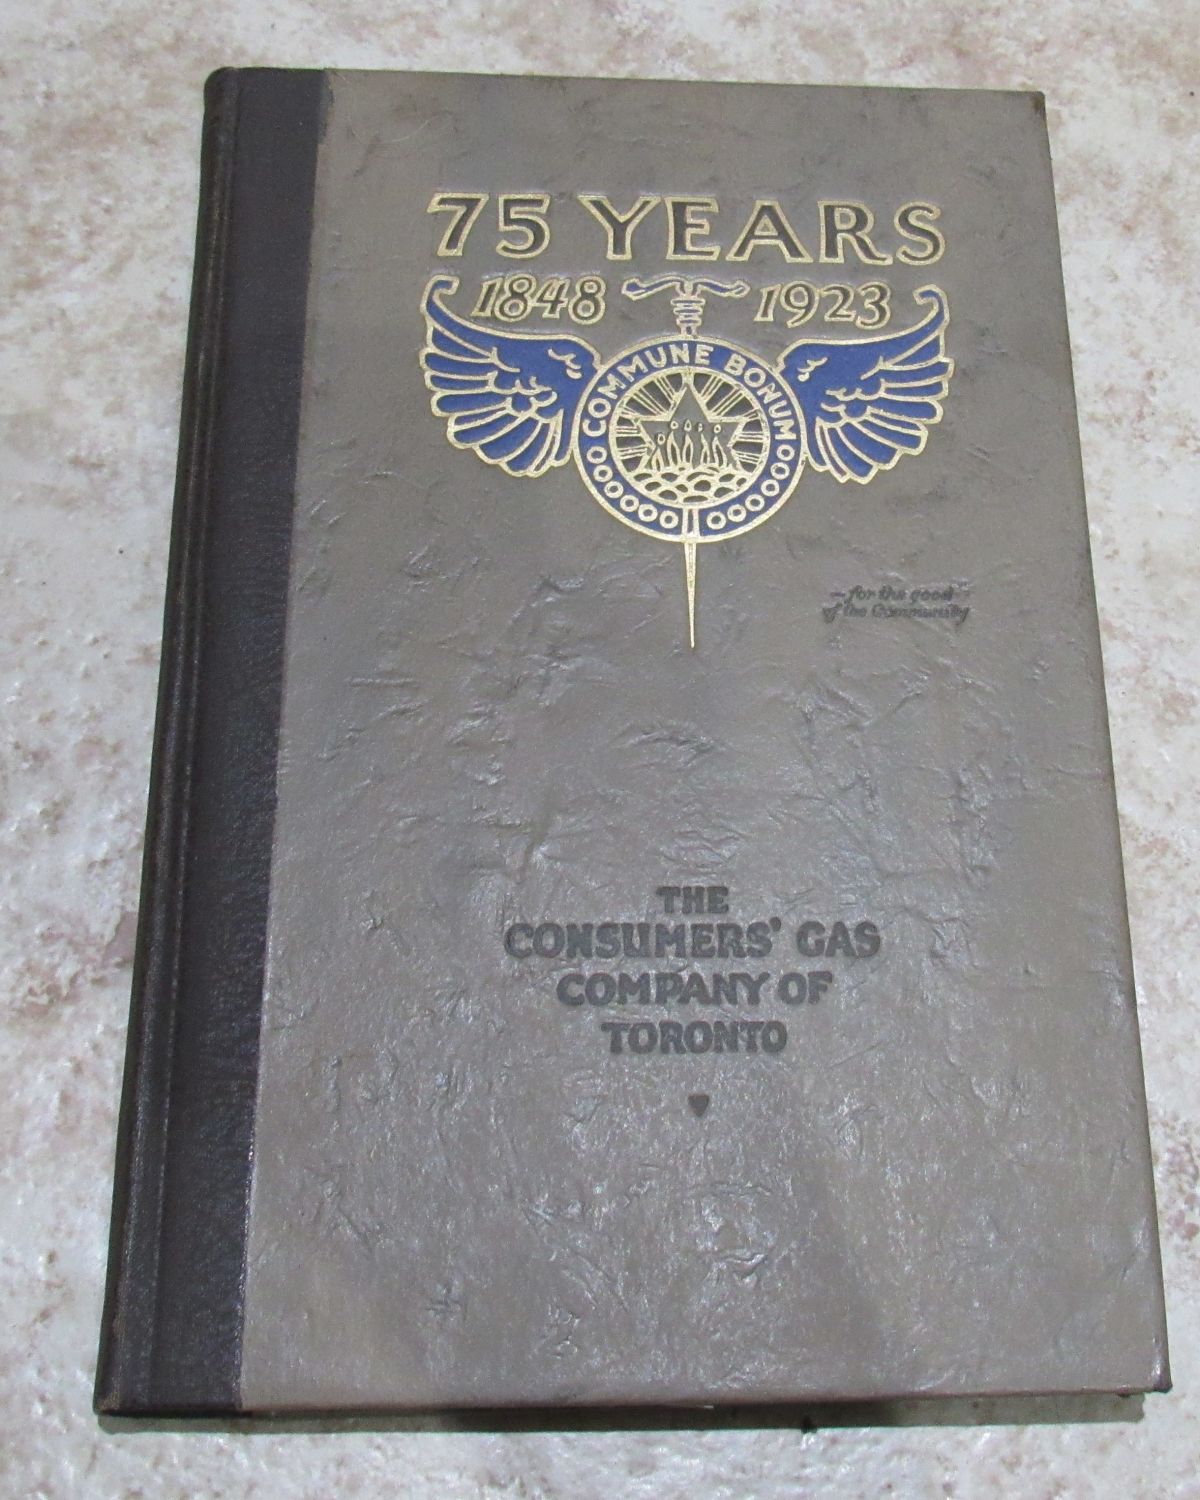 75 YEARS
1848 1923
COMMUNE BONUM
— for the good
of the Community
THE
CONSUMERS' GAS
COMPANY OF
TORONTO